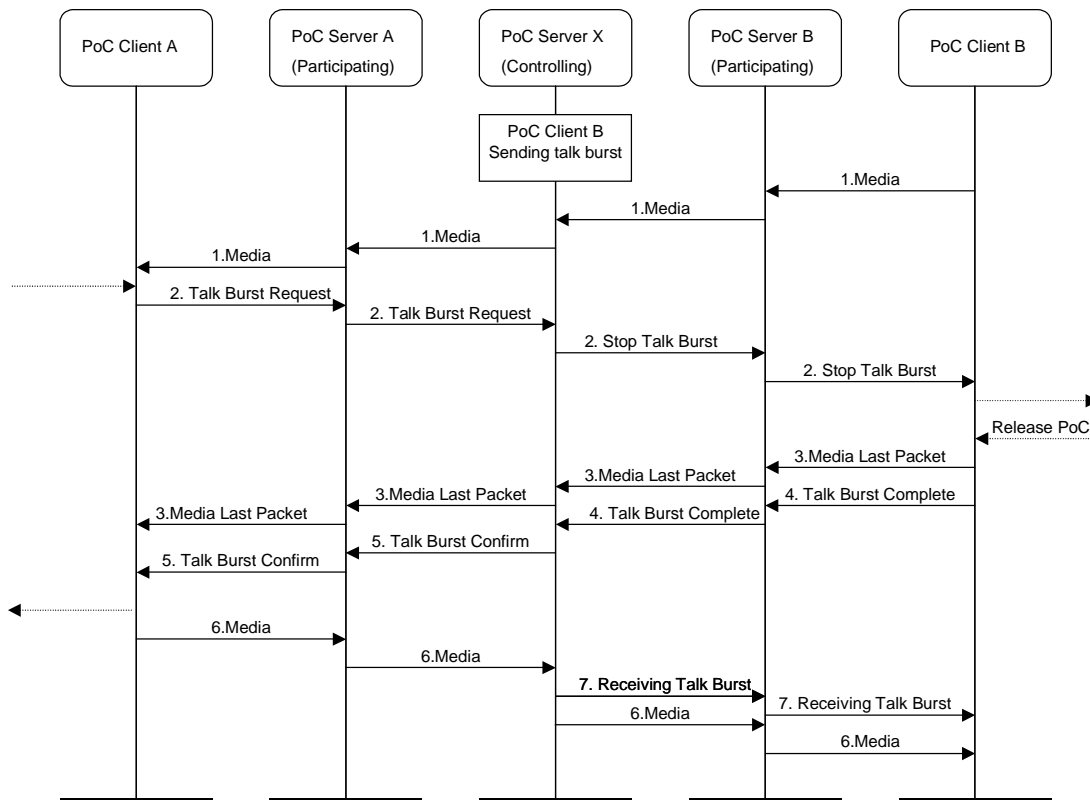 PoC Client A
PoC Server A
(Participating)
PoC Server X
(Controlling)
PoC Server B
(Participating)
PoC Client B
PoC Client B
Sending talk burst
1.Media
1.Media
1.Media
1.Media
2. Talk Burst Request
2. Talk Burst Request
2. Stop Talk Burst
2. Stop Talk Burst
Release PoC
3.Media Last Packet
3.Media Last Packet
3.Media Last Packet
4. Talk Burst Complete
3.Media Last Packet
4. Talk Burst Complete
5. Talk Burst Confirm
5. Talk Burst Confirm
6.Media
6.Media
7. Receiving Talk Burst
7. Receiving Talk Burst
6.Media
6.Media